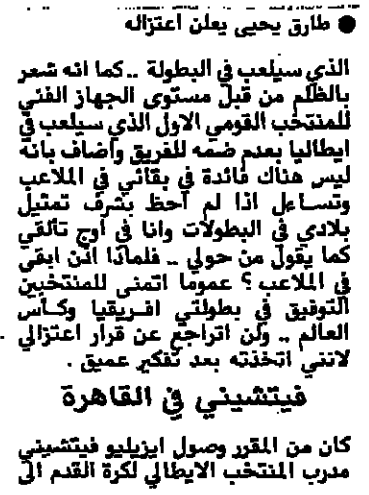 ● طارق يحيى يعلن اعتزاله
الذي سيلعب في البطولة .. كما انه شعر
بالظلم من قبل مستوى الجهاز الفني
للمنتخب القومي الاول الذي سيلعب في
ايطاليا بعدم ضمه للفريق واضاف بانه
ليس هناك فائدة في بقائي في الملاعب
وتساءل اذا لم احظ بشرف تمثيل
بلادي في البطولات وانا في اوج تألقي
كما يقول من حولي .. فلماذا اذن ابقى
في الملاعب ؟ عموما اتمنى للمنتخبين
التوفيق في بطولتي افريقيا وكأس
العالم .. ولن اتراجع عن قرار اعتزالي
لانني اتخذته بعد تفكير عميق .
فيتشيني في القاهرة
كان من المقرر وصول ايزيليو فيتشيني
مدرب المنتخب الايطالي لكرة القدم الى